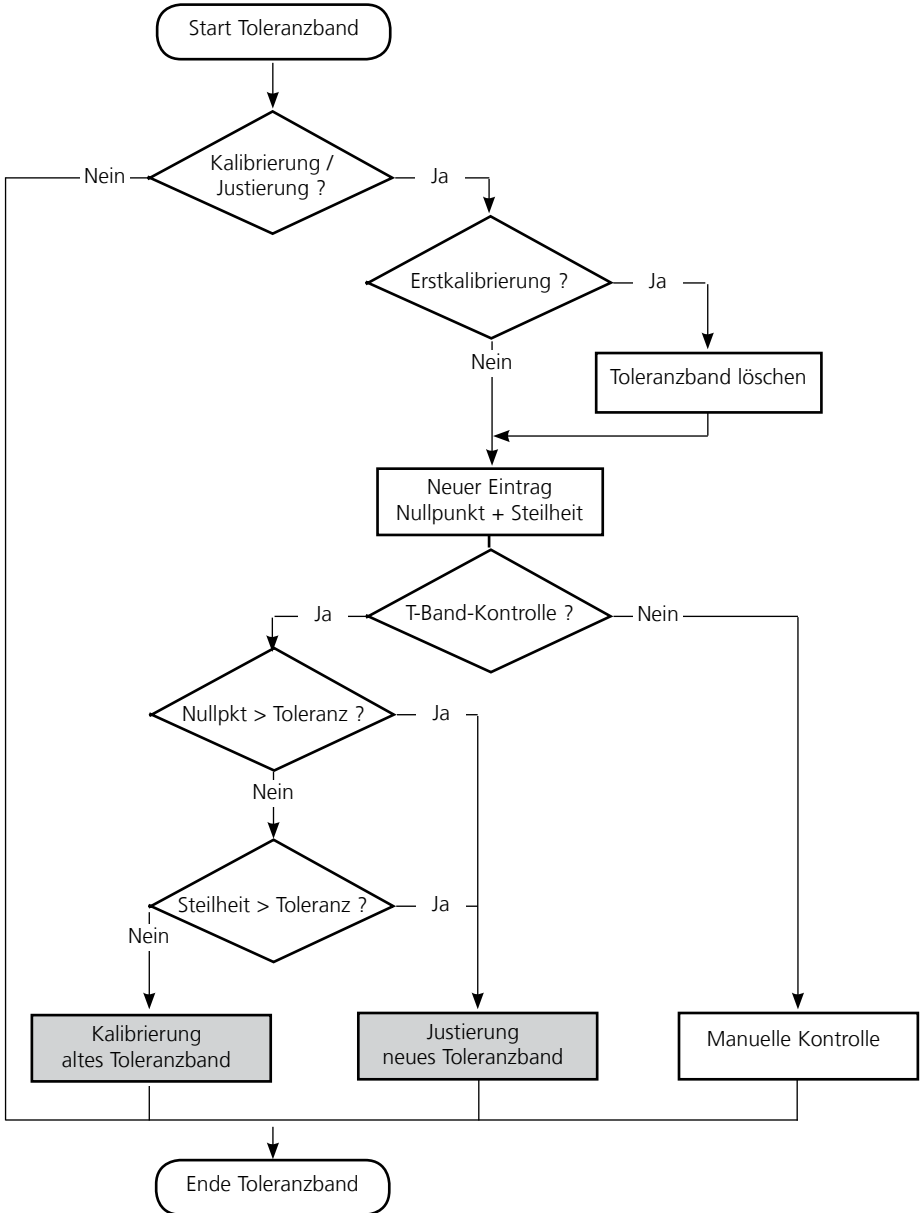 Start Toleranzband
Kalibrierung /
Justierung ?
Nein
Ja
Erstkalibrierung ?
Ja
Nein
Toleranzband löschen
Neuer Eintrag
Nullpunkt + Steilheit
T-Band-Kontrolle ?
Ja
Nein
Nullpkt > Toleranz ?
Ja
Nein
Steilheit > Toleranz ?
Ja
Nein
Kalibrierung
altes Toleranzband
Justierung
neues Toleranzband
Manuelle Kontrolle
Ende Toleranzband